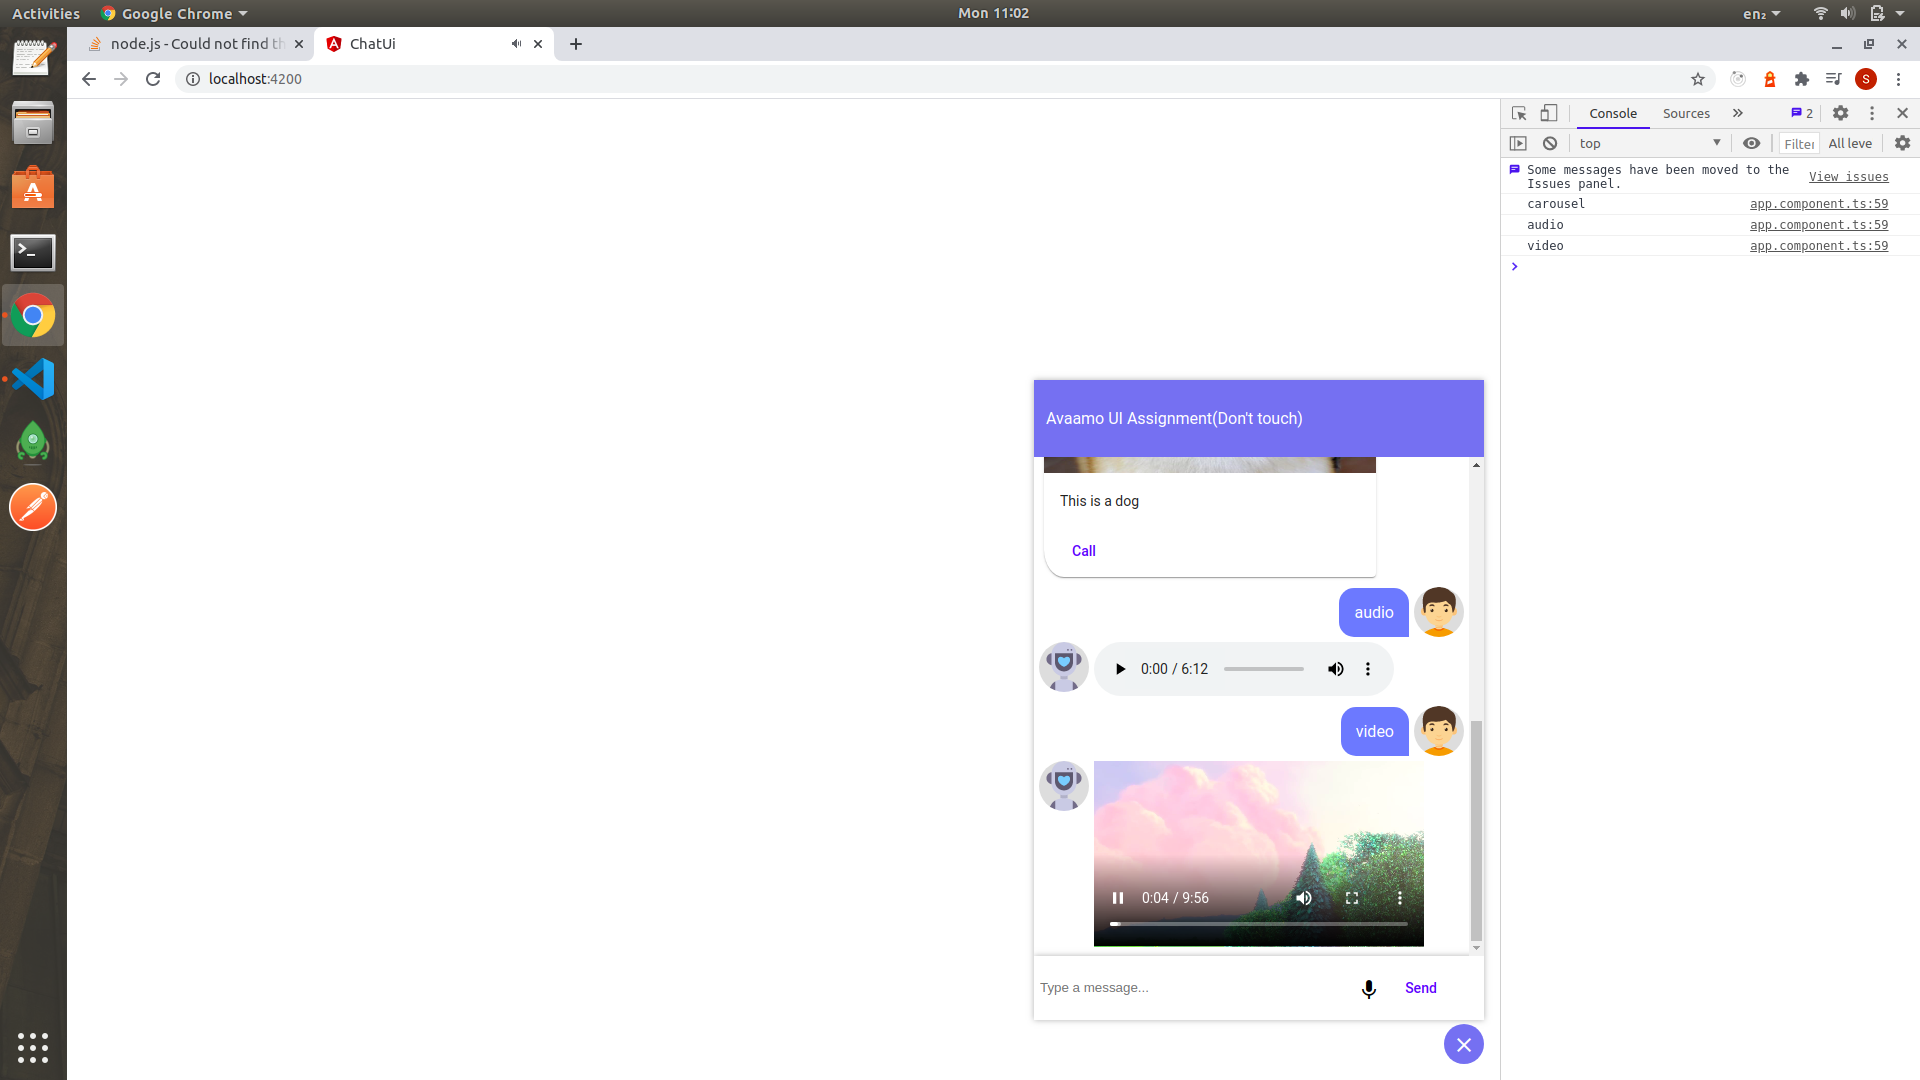 Activities Google Chrome Mon 11:02 en₂
node.js - Could not find th ChatUi
localhost:4200 S
Console Sources 2
top Filter All leve
Some messages have been moved to the Issues panel. View issues
carousel app.component.ts:59
audio app.component.ts:59
video app.component.ts:59
Avaamo UI Assignment(Don't touch)
This is a dog
Call
audio
0:00 / 6:12
video
0:04 / 9:56
Type a message... Send